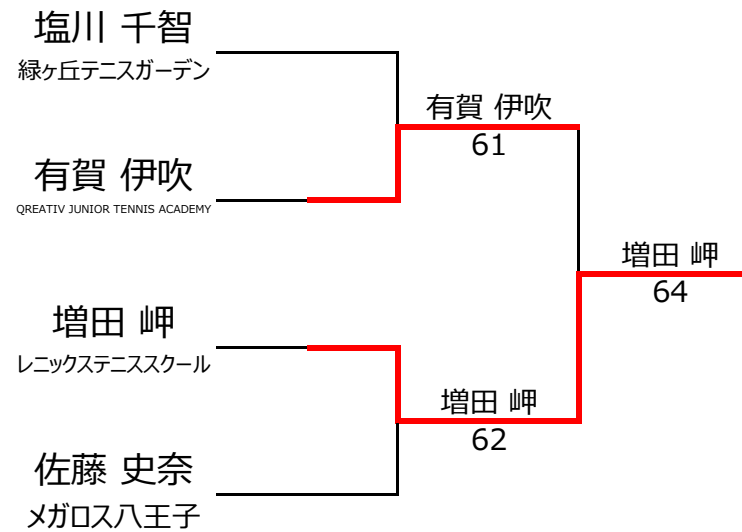 塩川 千智
緑ヶ丘テニスガーデン
有賀 伊吹
61
有賀 伊吹
QREATIV JUNIOR TENNIS ACADEMY
増田 岬
64
増田 岬
レニックステニススクール
増田 岬
62
佐藤 史奈
メガロス八王子